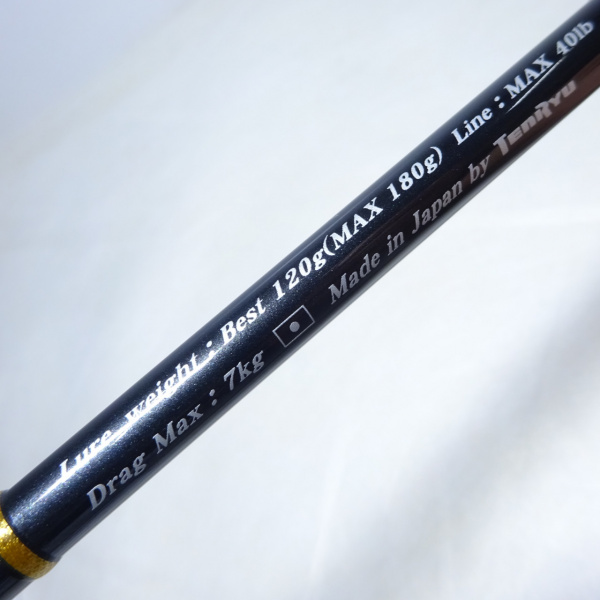 Lure weight : Best 120g(MAX 180g) Line : MAX 40lb
Drag Max : 7kg Made in Japan by TENRYU